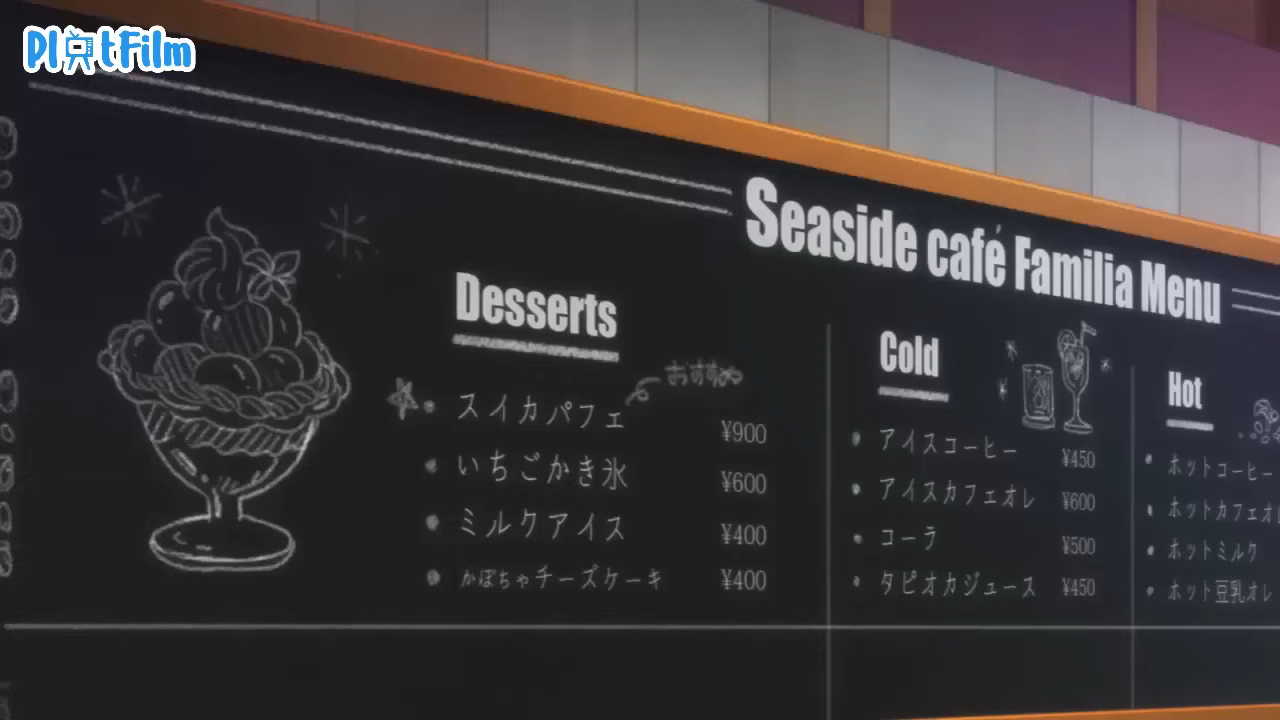 PlotFilm
Seaside café Familia Menu
Desserts
おすすめ
スイカパフェ ¥900
いちごかき氷 ¥600
ミルクアイス ¥400
かぼちゃチーズケーキ ¥400
Cold
アイスコーヒー ¥450
アイスカフェオレ ¥600
コーラ ¥500
タピオカジュース ¥450
Hot
ホットコーヒー
ホットカフェオ
ホットミルク
ホット豆乳オレ